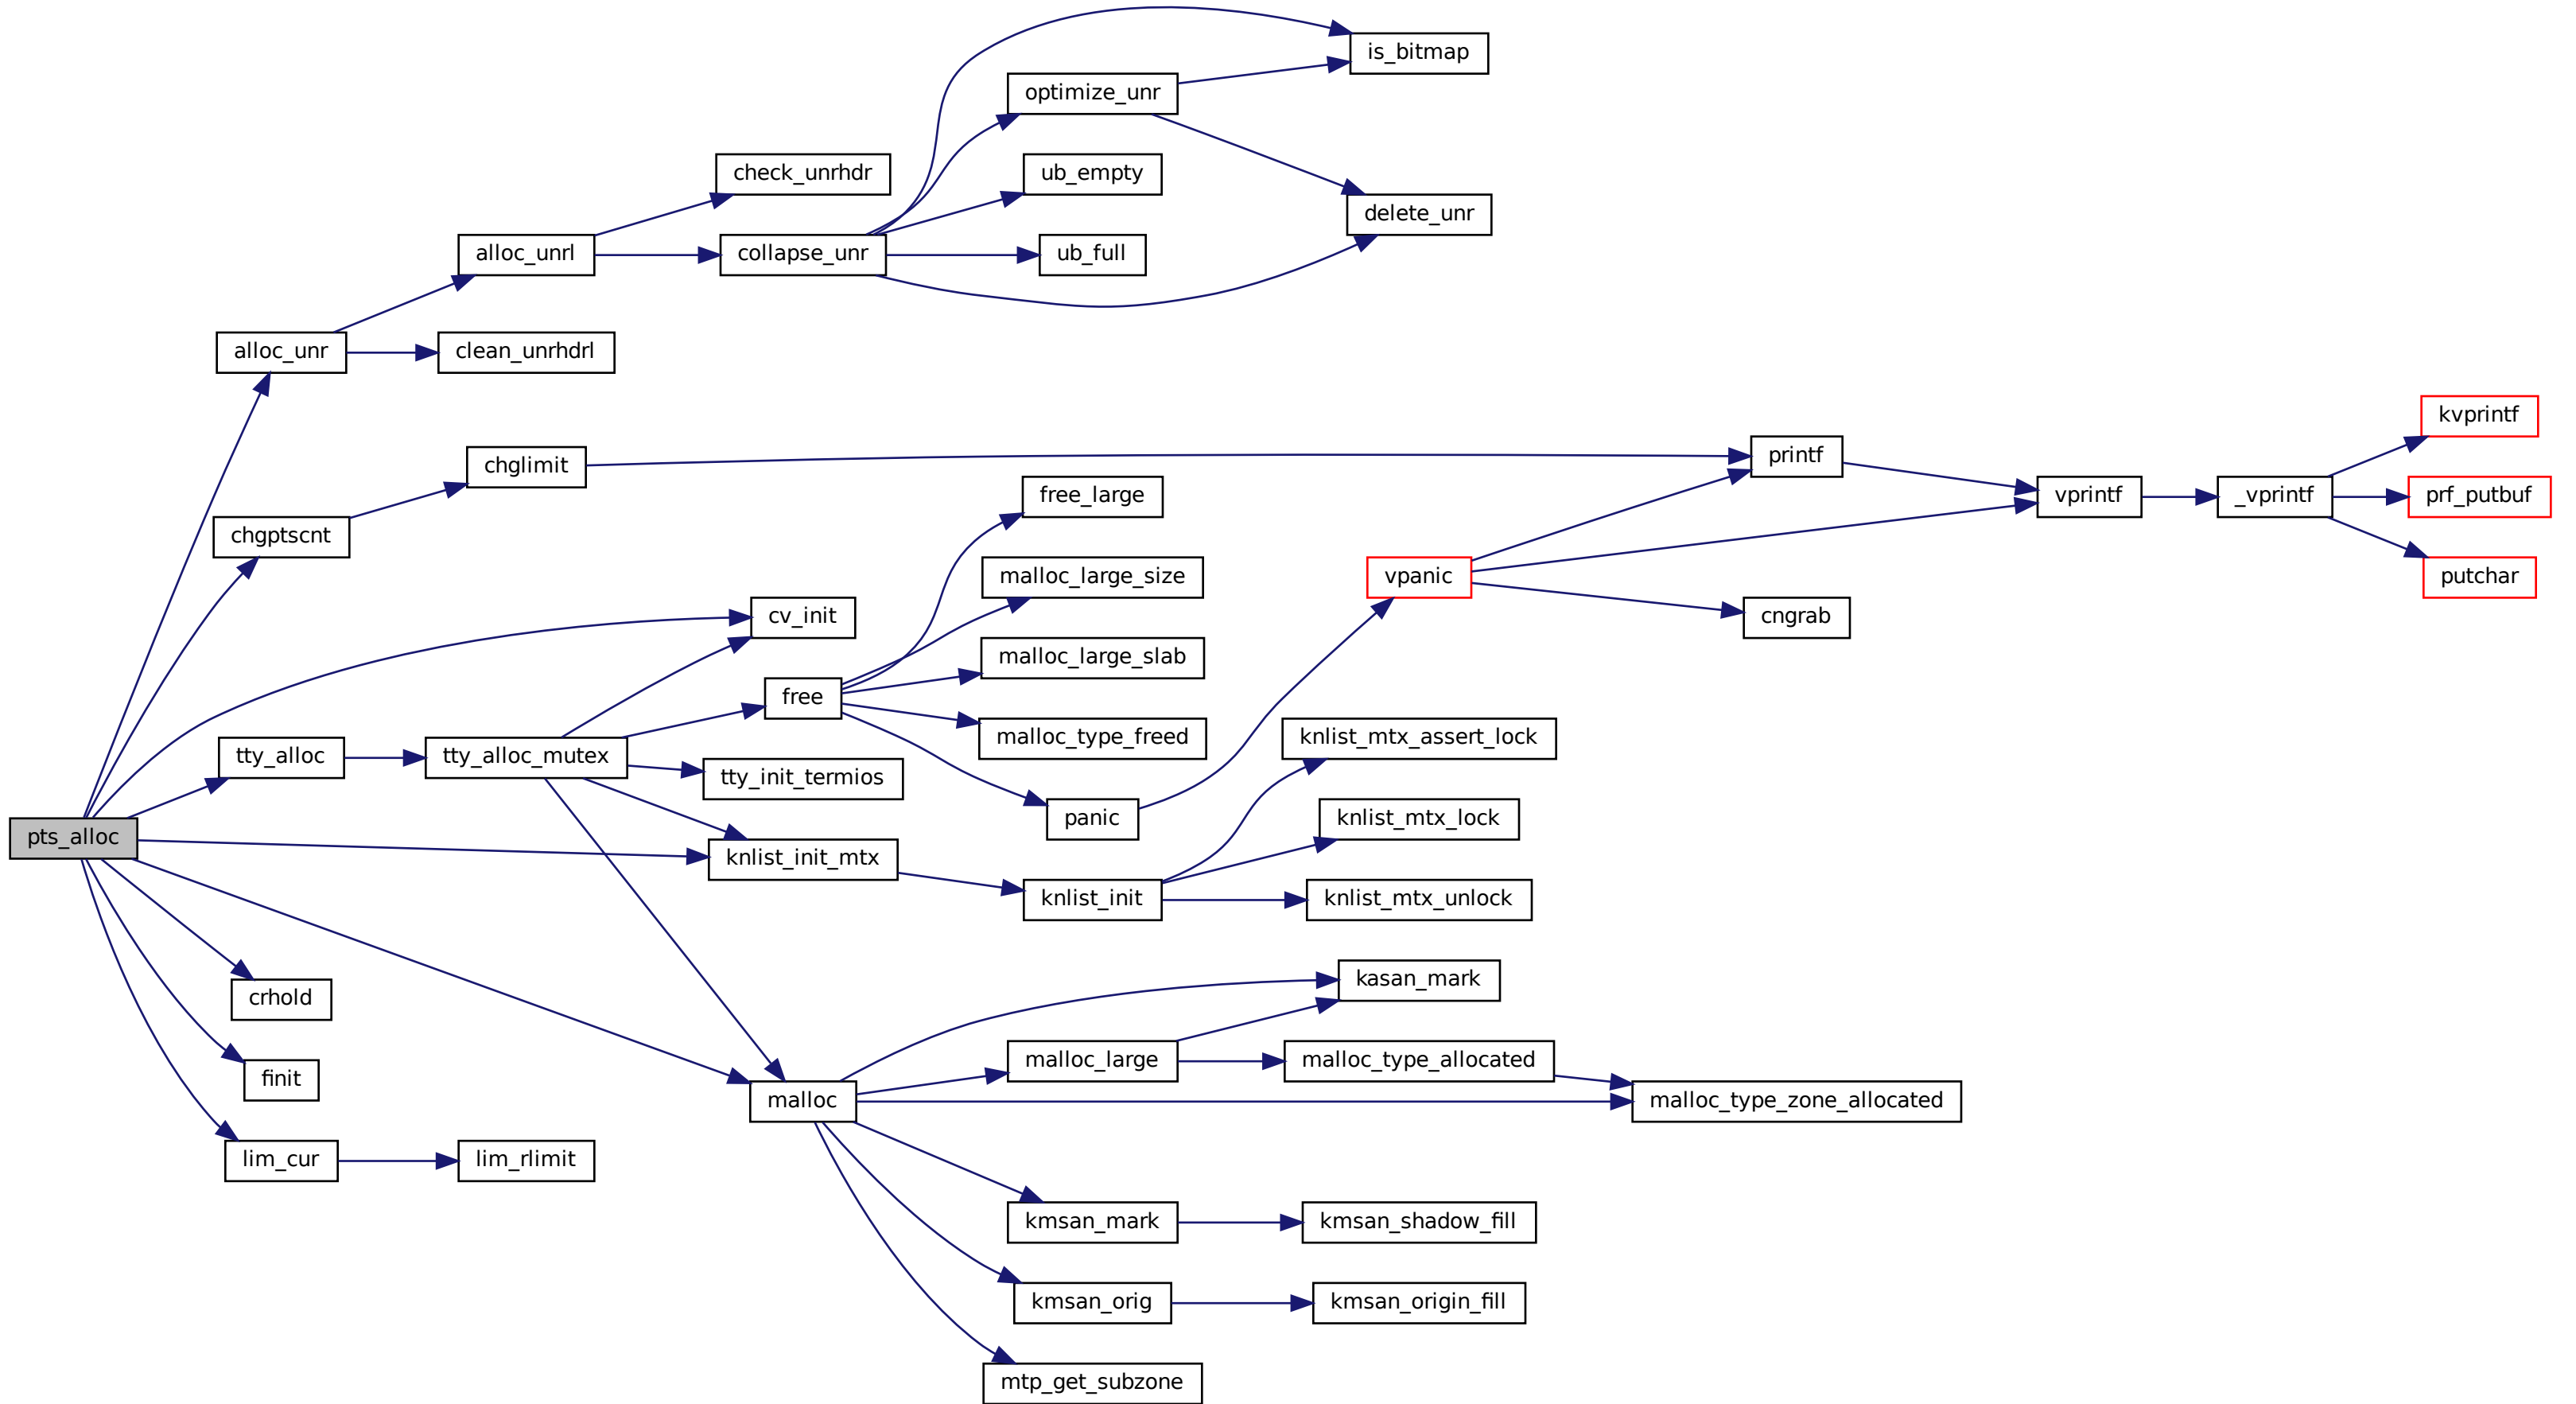 is_bitmap
optimize_unr
check_unrhdr
ub_empty
delete_unr
alloc_unrl
collapse_unr
ub_full
alloc_unr
clean_unrhdrl
kvprintf
chglimit
printf
free_large
vprintf
_vprintf
prf_putbuf
chgptscnt
malloc_large_size
vpanic
putchar
cv_init
cngrab
malloc_large_slab
free
tty_alloc
tty_alloc_mutex
malloc_type_freed
knlist_mtx_assert_lock
tty_init_termios
pts_alloc
panic
knlist_mtx_lock
knlist_init_mtx
knlist_init
knlist_mtx_unlock
crhold
kasan_mark
finit
malloc_large
malloc_type_allocated
malloc
malloc_type_zone_allocated
lim_cur
lim_rlimit
kmsan_mark
kmsan_shadow_fill
kmsan_orig
kmsan_origin_fill
mtp_get_subzone